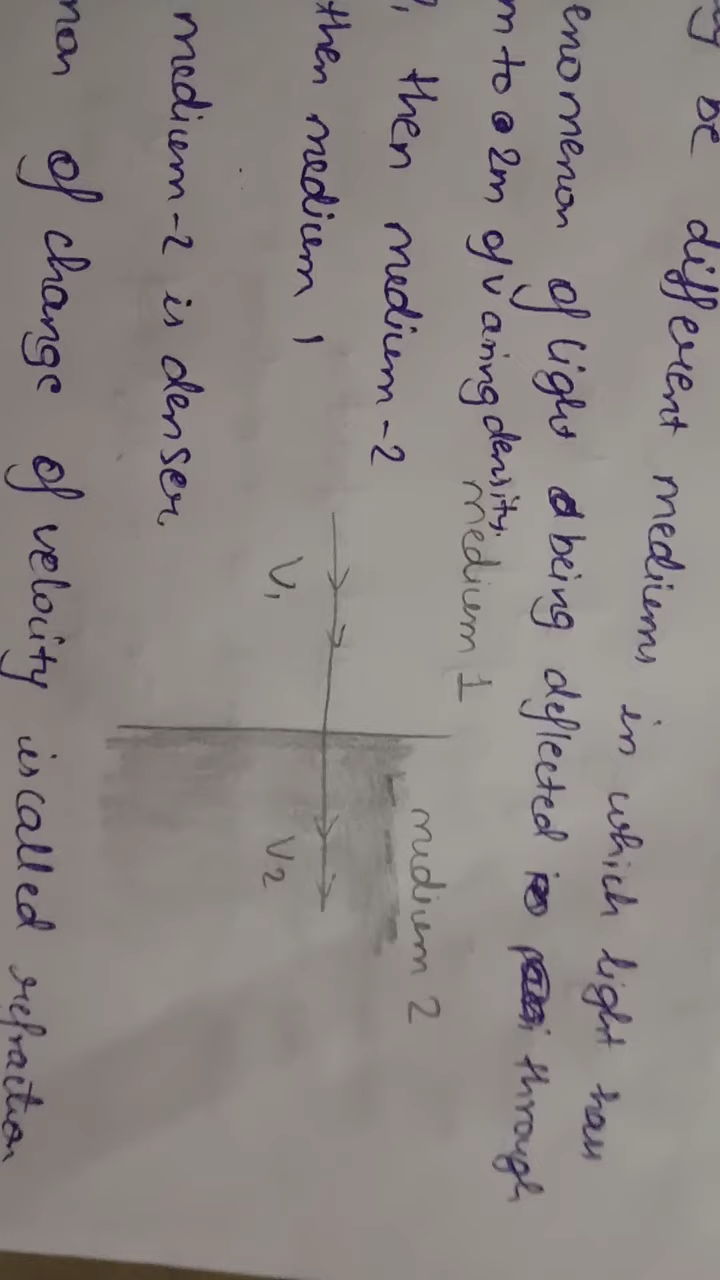 be different mediums in which light has
enomenon of light being deflected through
m to 2m of varing density.
medium 1
medium 2
, then medium-2
then medium 1
V₁
V₂
medium-2 is denser.
non of change of velocity is called refraction